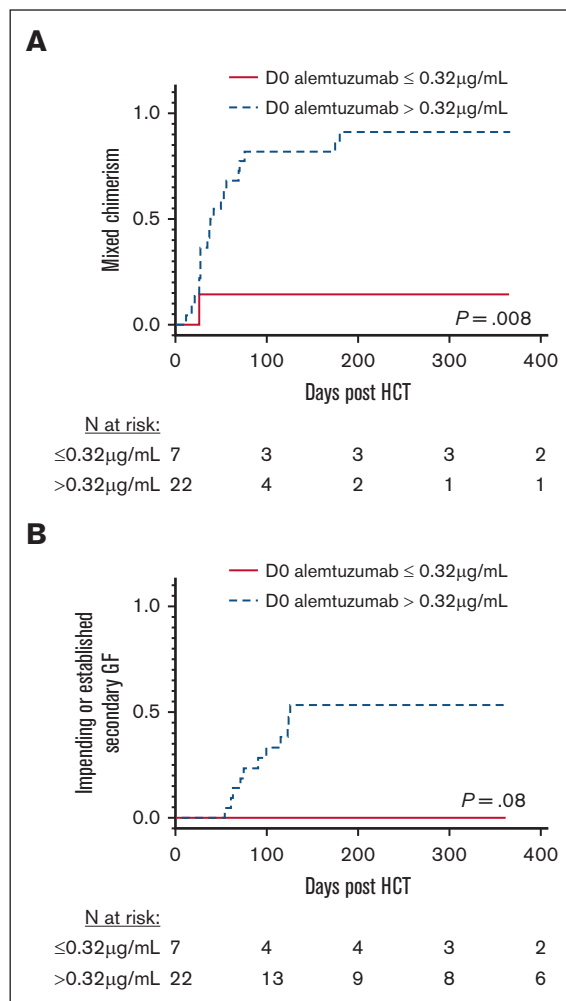 A
D0 alemtuzumab ≤ 0.32µg/mL
D0 alemtuzumab > 0.32µg/mL
1.0
0.5
0.0
Mixed chimerism
P = .008
0 100 200 300 400
Days post HCT
N at risk:
≤0.32µg/mL 7 3 3 3 2
>0.32µg/mL 22 4 2 1 1
B
D0 alemtuzumab ≤ 0.32µg/mL
D0 alemtuzumab > 0.32µg/mL
1.0
0.5
0.0
Impending or established
secondary GF
P = .08
0 100 200 300 400
Days post HCT
N at risk:
≤0.32µg/mL 7 4 4 3 2
>0.32µg/mL 22 13 9 8 6